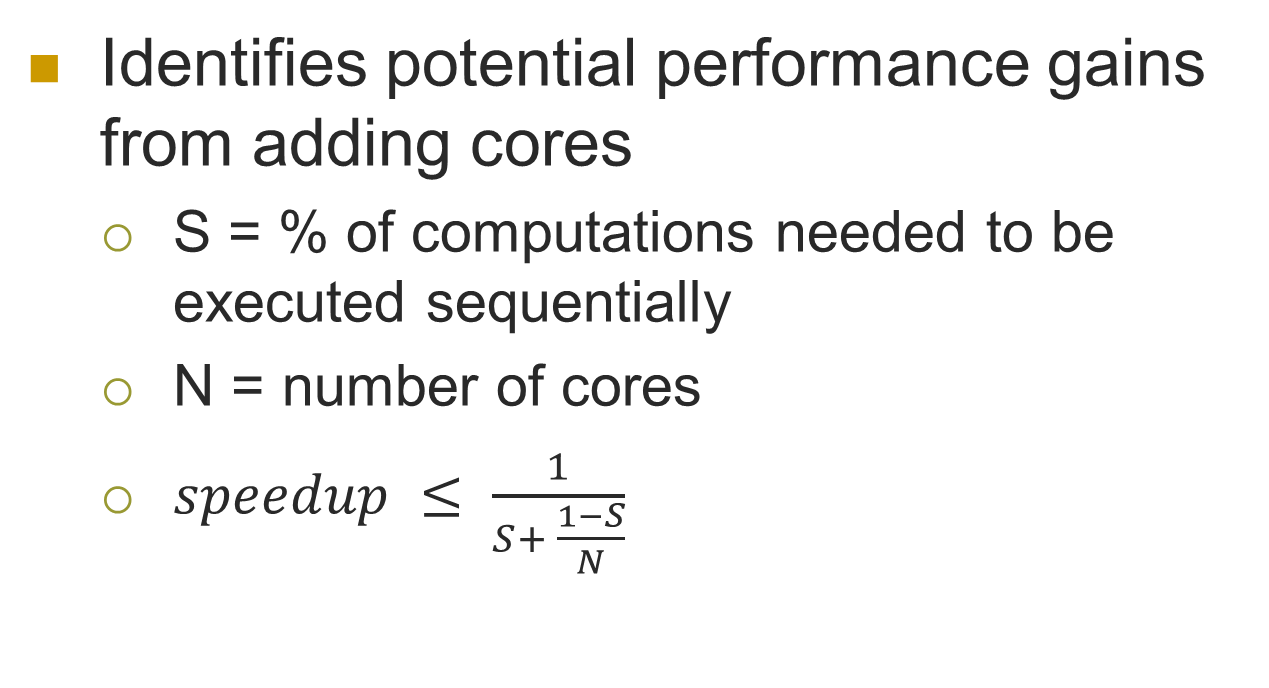 ■ Identifies potential performance gains
from adding cores
○ S = % of computations needed to be
executed sequentially
○ N = number of cores
○ 𝑠𝑝𝑒𝑒𝑑𝑢𝑝 ≤ 1/(𝑆+(1−𝑆)/𝑁)